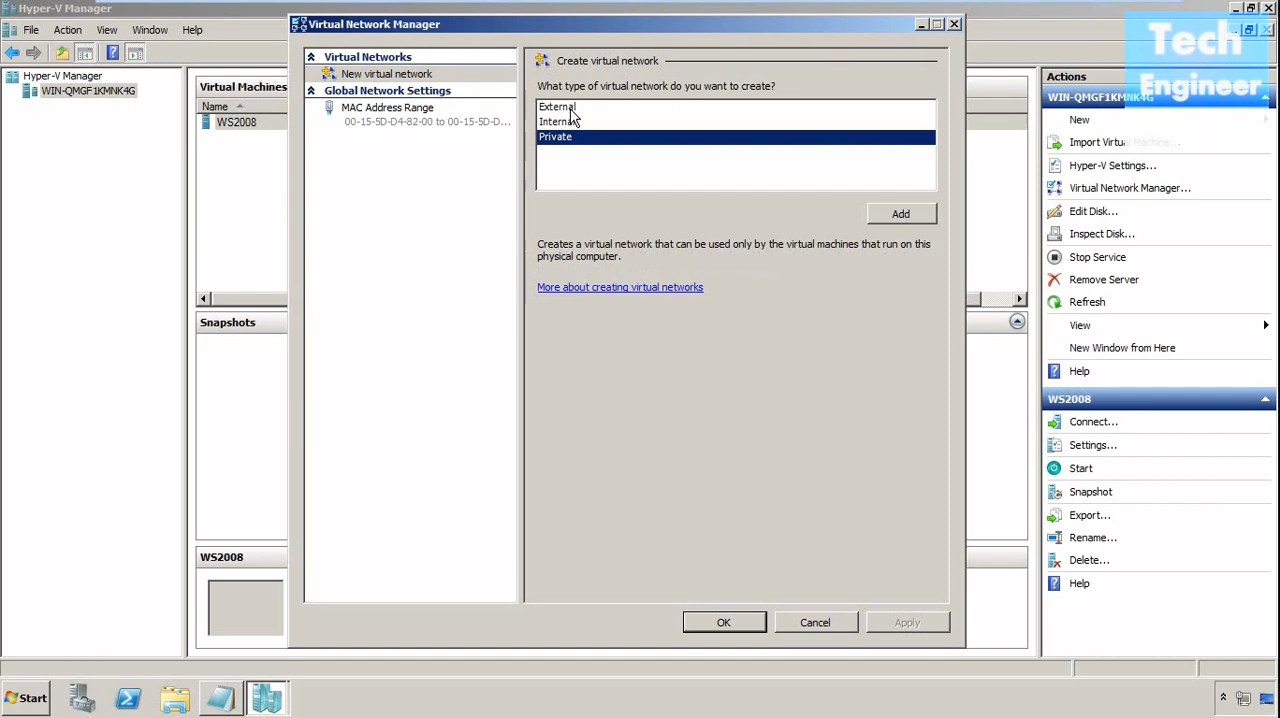 Hyper-V Manager
File Action View Window Help
Hyper-V Manager
WIN-QMGF1KMNK4G
Virtual Machines
Name
WS2008
Snapshots
WS2008
Virtual Network Manager
Virtual Networks
New virtual network
Global Network Settings
MAC Address Range
00-15-5D-D4-82-00 to 00-15-5D-D...
Create virtual network
What type of virtual network do you want to create?
External
Internal
Private
Add
Creates a virtual network that can be used only by the virtual machines that run on this
physical computer.
More about creating virtual networks
OK Cancel Apply
Tech
Engineer
Actions
WIN-QMGF1KMNK4G
New
Import Virtual Machine...
Hyper-V Settings...
Virtual Network Manager...
Edit Disk...
Inspect Disk...
Stop Service
Remove Server
Refresh
View
New Window from Here
Help
WS2008
Connect...
Settings...
Start
Snapshot
Export...
Rename...
Delete...
Help
Start